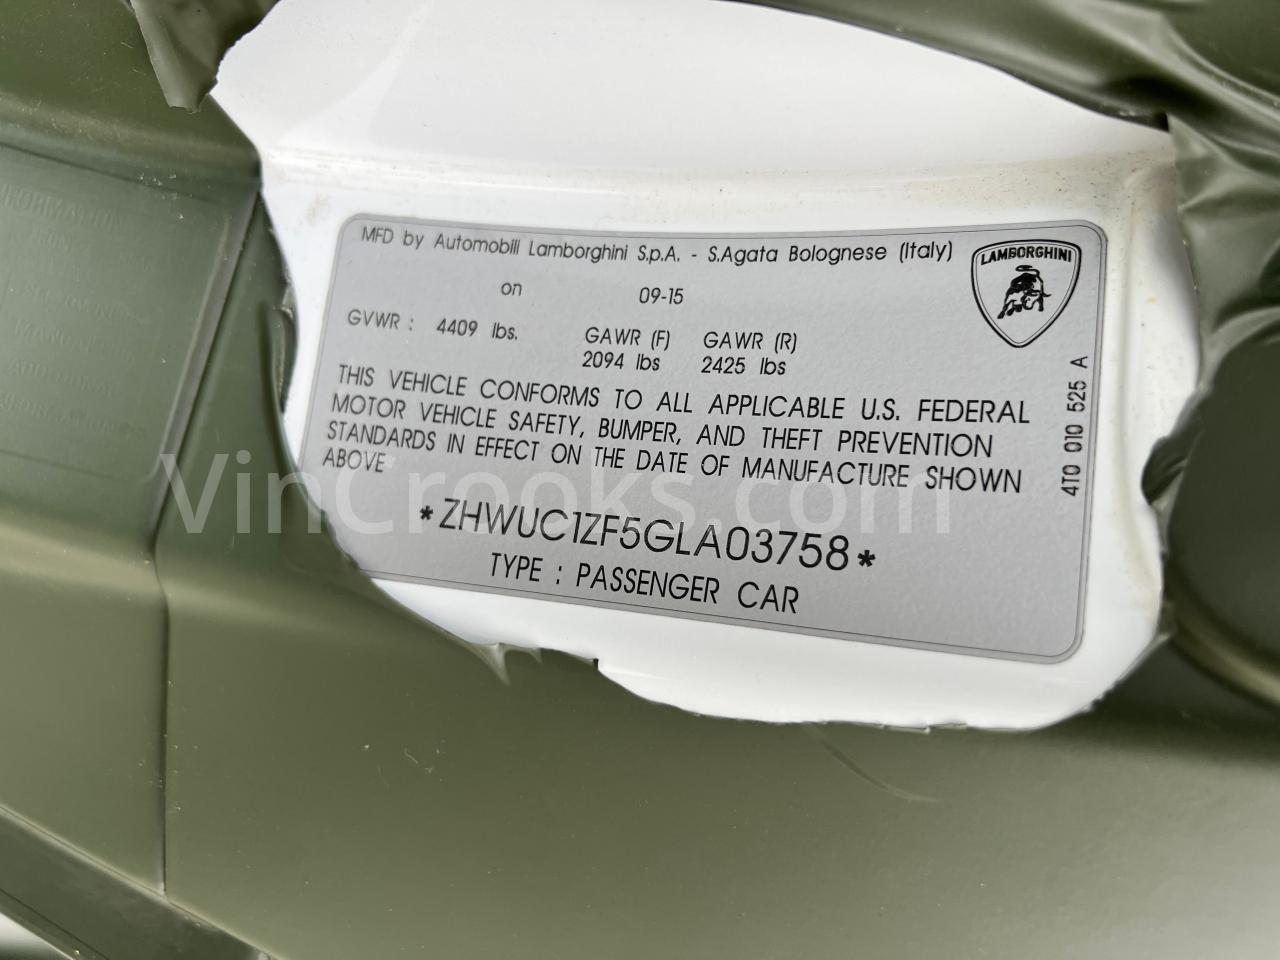 MFD by Automobili Lamborghini S.p.A. - S.Agata Bolognese (Italy)
LAMBORGHINI
on 09-15
GVWR : 4409 lbs. GAWR (F) GAWR (R)
2094 lbs 2425 lbs
THIS VEHICLE CONFORMS TO ALL APPLICABLE U.S. FEDERAL
MOTOR VEHICLE SAFETY, BUMPER, AND THEFT PREVENTION
STANDARDS IN EFFECT ON THE DATE OF MANUFACTURE SHOWN
ABOVE
*ZHWUC1ZF5GLA03758*
TYPE : PASSENGER CAR
4T0 010 525 A
VinCrooks.com